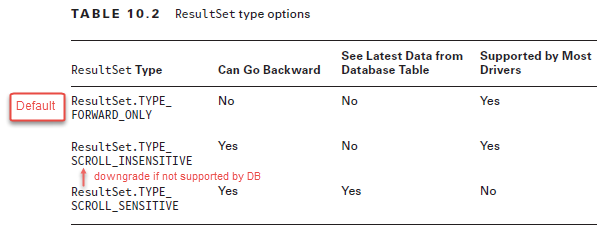 TABLE 10.2 ResultSet type options
ResultSet Type Can Go Backward See Latest Data from Database Table Supported by Most Drivers
Default
ResultSet.TYPE_
FORWARD_ONLY
No No Yes
ResultSet.TYPE_
SCROLL_INSENSITIVE
Yes No Yes
downgrade if not supported by DB
ResultSet.TYPE_
SCROLL_SENSITIVE
Yes Yes No